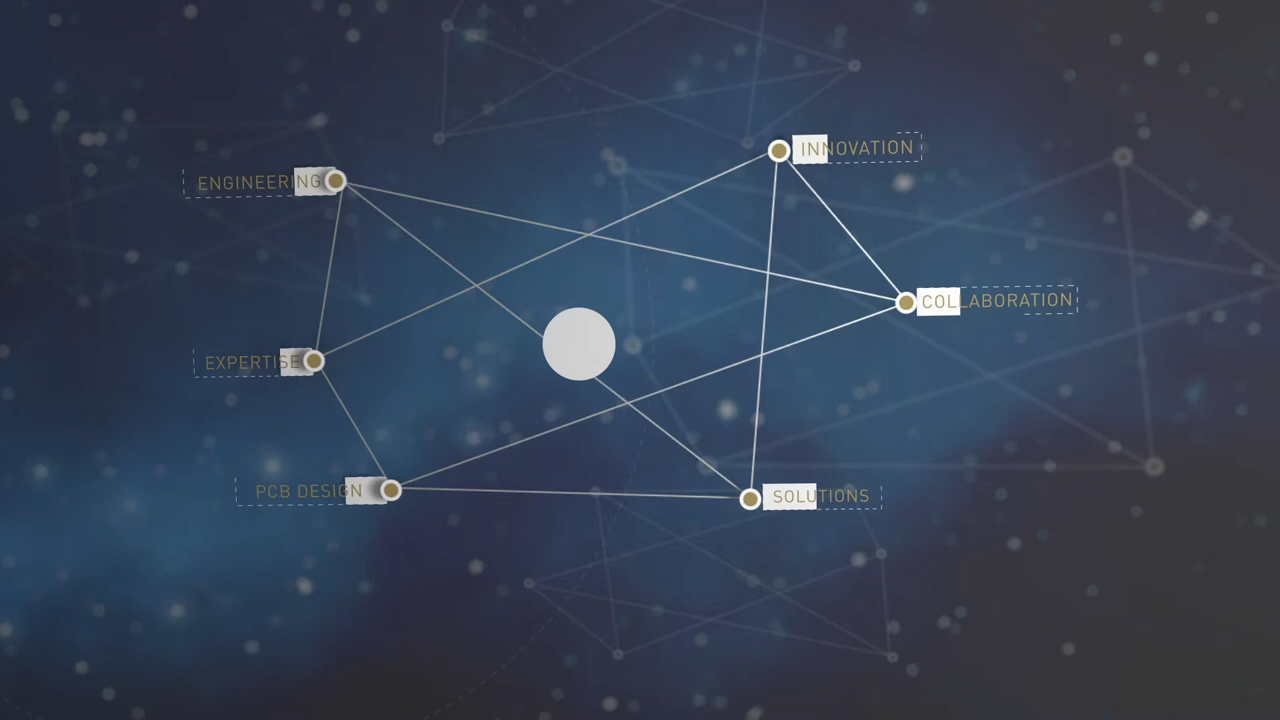 INNOVATION
ENGINEERING
COLLABORATION
EXPERTISE
PCB DESIGN
SOLUTIONS